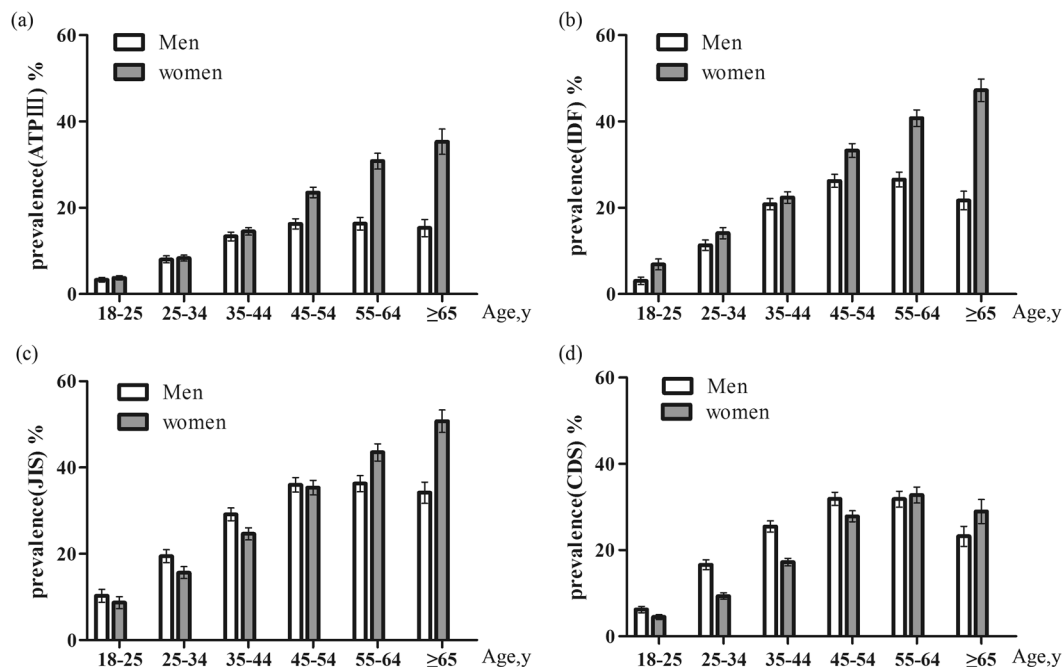 (a)
60
40
20
0
prevalence(ATPIII) %
Men
women
18-25 25-34 35-44 45-54 55-64 ≥65 Age,y
(b)
60
40
20
0
prevalence(IDF) %
Men
women
18-25 25-34 35-44 45-54 55-64 ≥65 Age,y
(c)
60
40
20
0
prevalence(JIS) %
Men
women
18-25 25-34 35-44 45-54 55-64 ≥65 Age,y
(d)
60
40
20
0
prevalence(CDS) %
Men
women
18-25 25-34 35-44 45-54 55-64 ≥65 Age,y